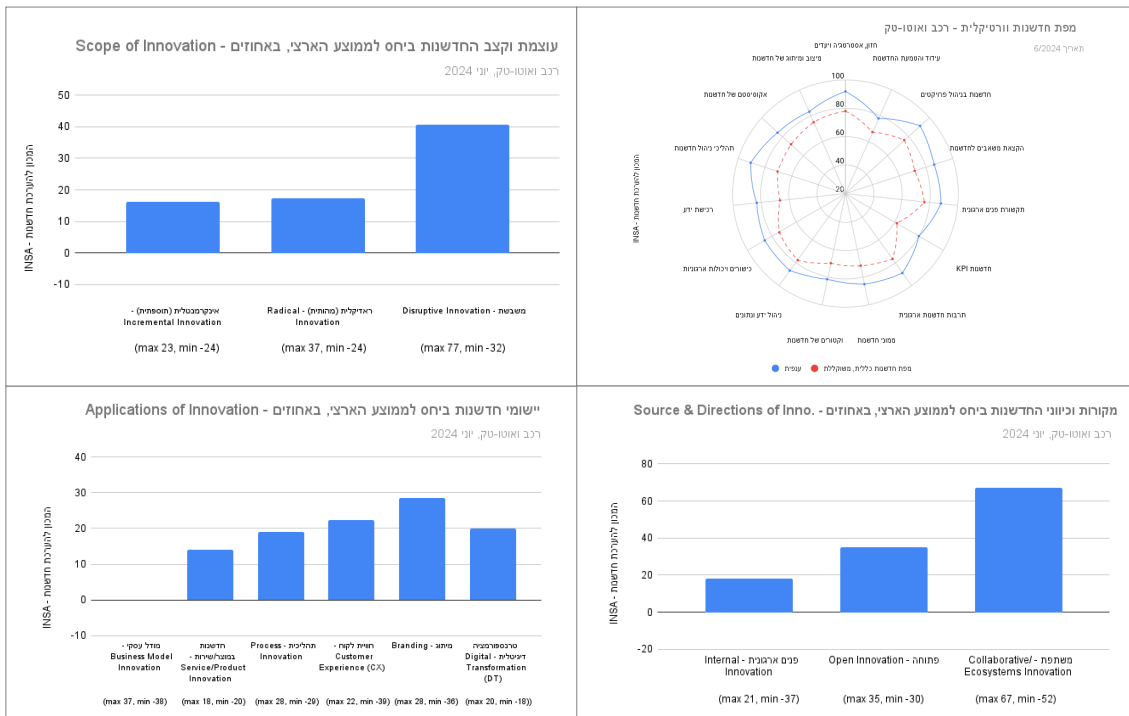 עוצמת וקצב החדשנות ביחס לממוצע הארצי, באחוזים - Scope of Innovation
רכב ואוטו-טק, יוני 2024
המכון להערכת חדשנות - INSA
50
40
30
20
10
0
-10
אינקרמנטלית (תוספתית) -
Incremental Innovation
(max 23, min -24)
ראדיקלית (מהותית) - Radical
Innovation
(max 37, min -24)
משבשת - Disruptive Innovation
(max 77, min -32)
מפת חדשנות וורטיקלית - רכב ואוטו-טק
תאריך 6/2024
המכון להערכת חדשנות - INSA
100
80
60
40
20
חזון, אסטרטגיה ויעדים
עידוד והטמעת החדשנות
חדשנות בניהול פרויקטים
הקצאת משאבים לחדשנות
תקשורת פנים ארגונית
חדשנות KPI
תרבות חדשנות ארגונית
ממוני חדשנות
וקטורים של חדשנות
ניהול ידע ונתונים
כישורים ויכולות ארגוניות
רכישת ידע
תהליכי ניהול חדשנות
אקוסיסטם של חדשנות
מיצוב ומיתוג של חדשנות
ענפית
מפת חדשנות כללית, משוקללת
יישומי חדשנות ביחס לממוצע הארצי, באחוזים - Applications of Innovation
רכב ואוטו-טק, יוני 2024
המכון להערכת חדשנות - INSA
40
30
20
10
0
-10
מודל עסקי -
Business Model
Innovation
(max 37, min -38)
חדשנות
במוצר/שירות -
Service/Product
Innovation
(max 18, min -20)
תהליכית - Process
Innovation
(max 28, min -29)
חוויית לקוח -
Customer
Experience (CX)
(max 22, min -39)
מיתוג - Branding
(max 28, min -36)
טרנספורמציה
דיגיטלית - Digital
Transformation
(DT)
(max 20, min -18))
מקורות וכיווני החדשנות ביחס לממוצע הארצי, באחוזים - Source & Directions of Inno.
רכב ואוטו-טק, יוני 2024
המכון להערכת חדשנות - INSA
80
60
40
20
0
-20
פנים ארגונית - Internal
Innovation
(max 21, min -37)
פתוחה - Open Innovation
(max 35, min -30)
משתפת - Collaborative/
Ecosystems Innovation
(max 67, min -52)